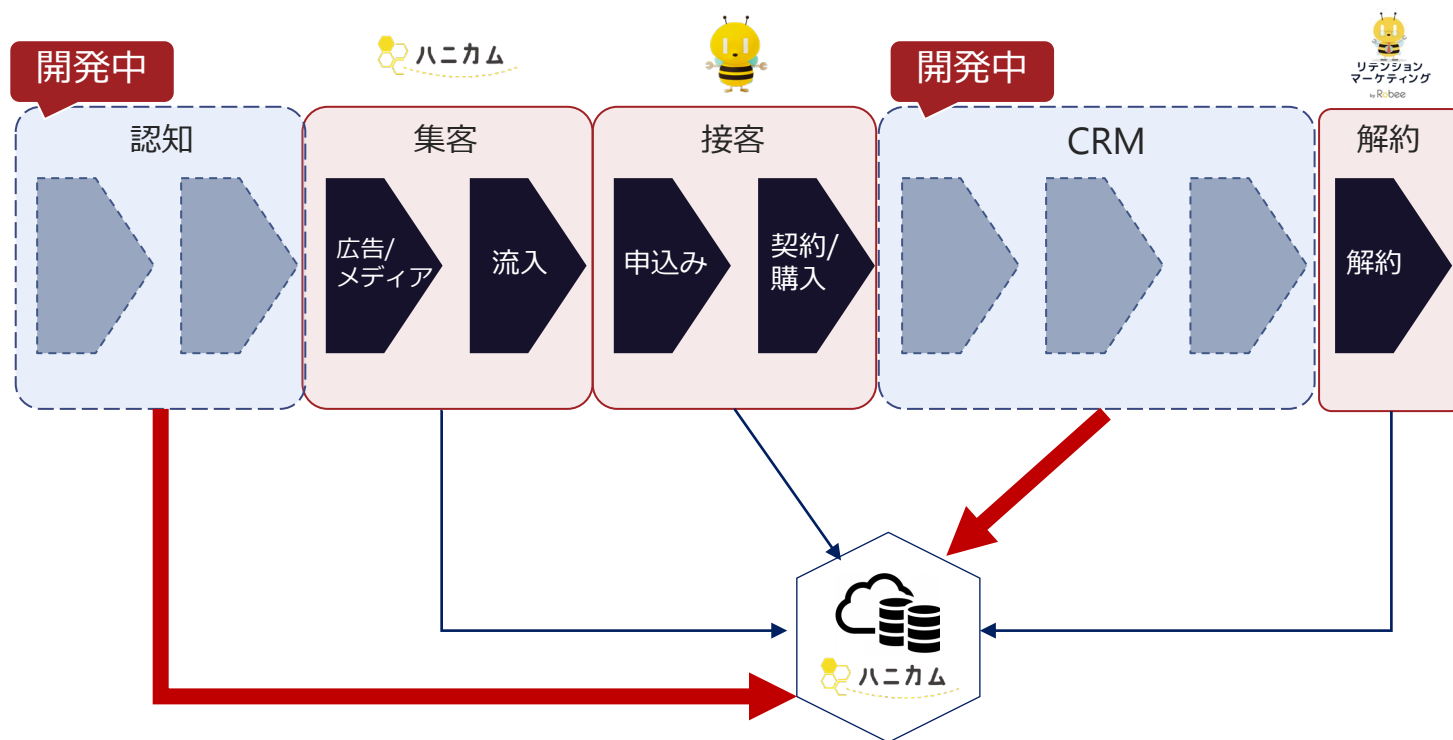 開発中
ハニカム
開発中
リテンション
マーケティング
by Robee
認知
集客
接客
CRM
解約
広告/
メディア
流入
申込み
契約/
購入
解約
ハニカム